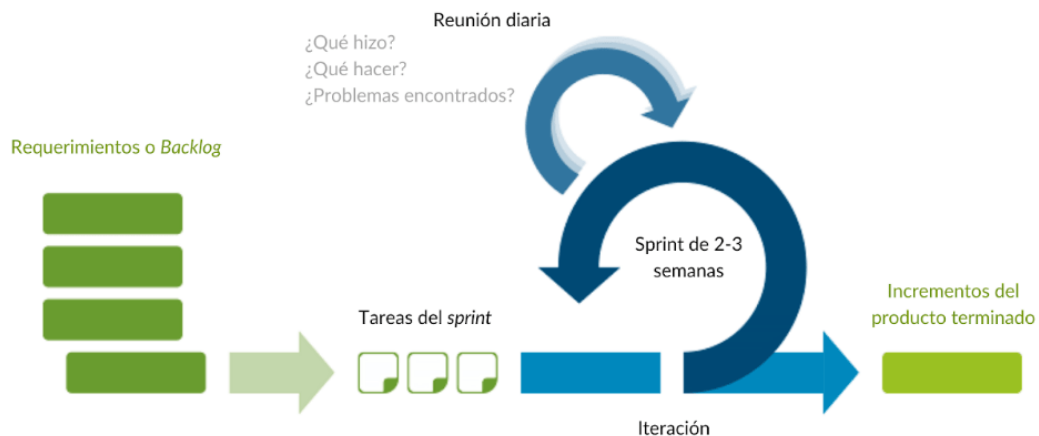 Reunión diaria
¿Qué hizo?
¿Qué hacer?
¿Problemas encontrados?
Requerimientos o Backlog
Sprint de 2-3
semanas
Tareas del sprint
Incrementos del
producto terminado
Iteración